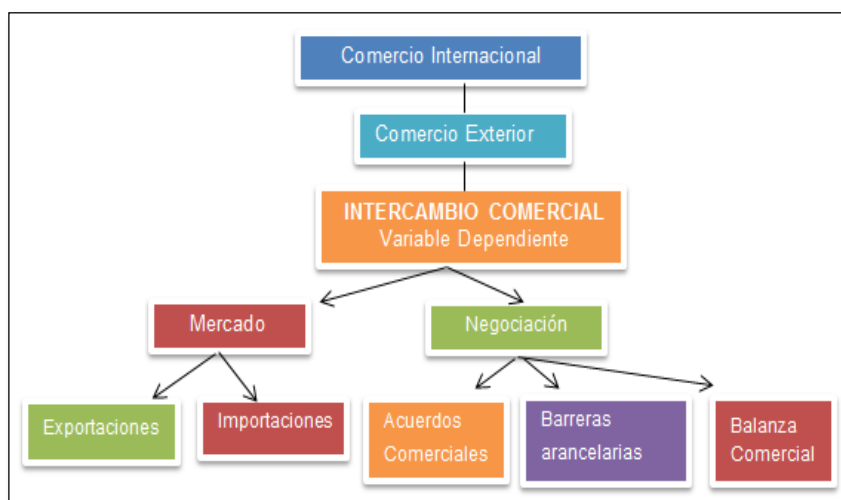 Comercio Internacional
Comercio Exterior
INTERCAMBIO COMERCIAL
Variable Dependiente
Mercado
Negociación
Exportaciones
Importaciones
Acuerdos
Comerciales
Barreras
arancelarias
Balanza
Comercial